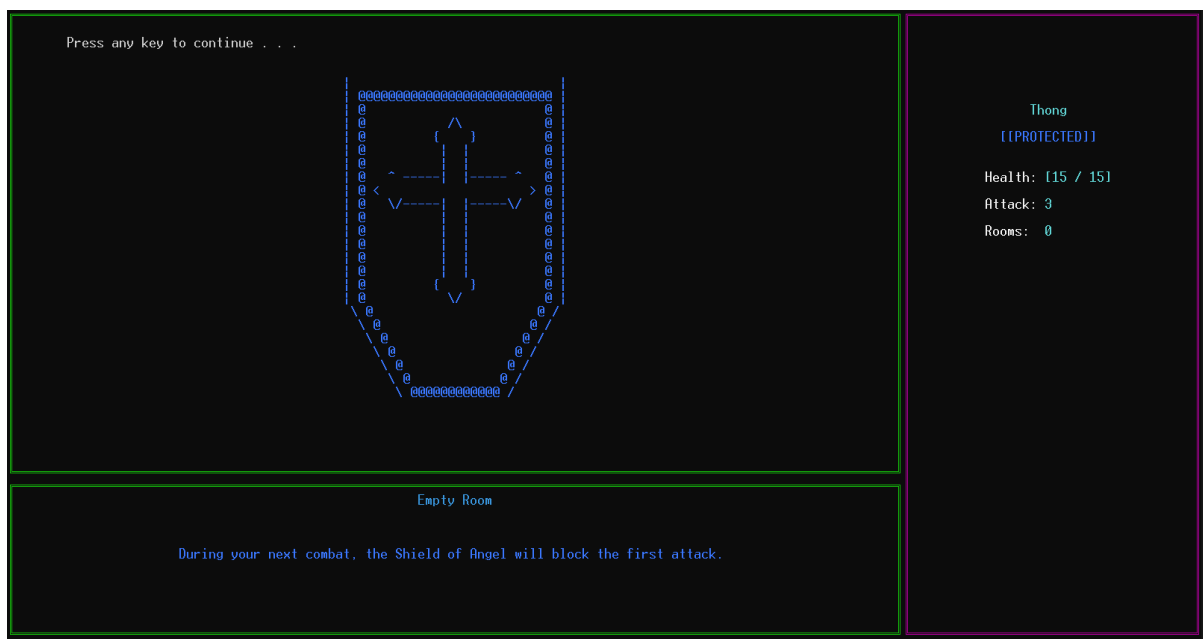 Press any key to continue . . .
Thong
[[PROTECTED]]
Health: [15 / 15]
Attack: 3
Rooms: 0
Empty Room
During your next combat, the Shield of Angel will block the first attack.